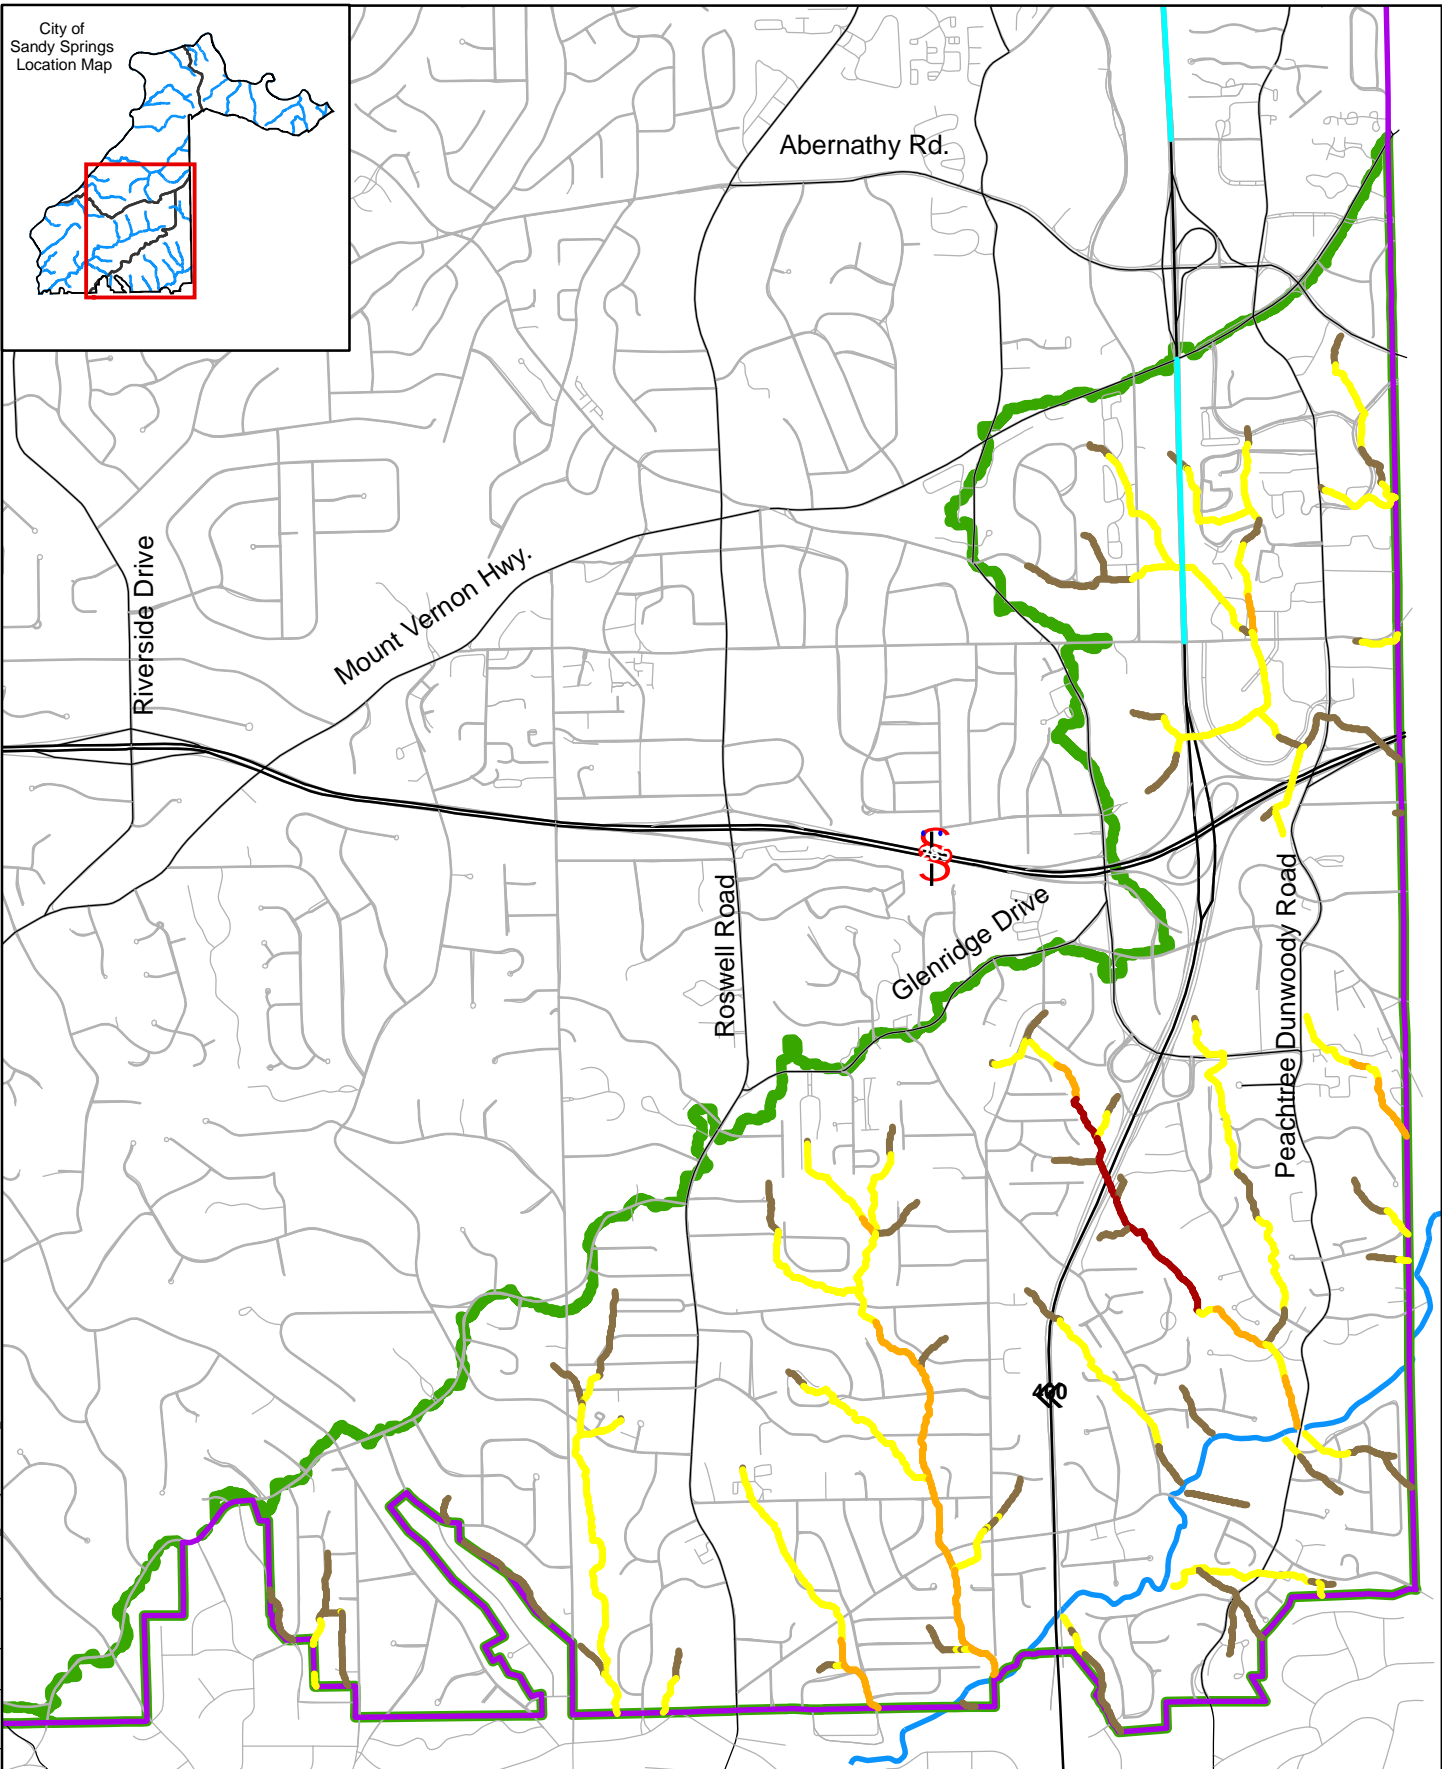 City of
Sandy Springs
Location Map
Abernathy Rd.
Riverside Drive
Mount Vernon Hwy.
Roswell Road
Glenridge Drive
Peachtree Dunwoody Road
400